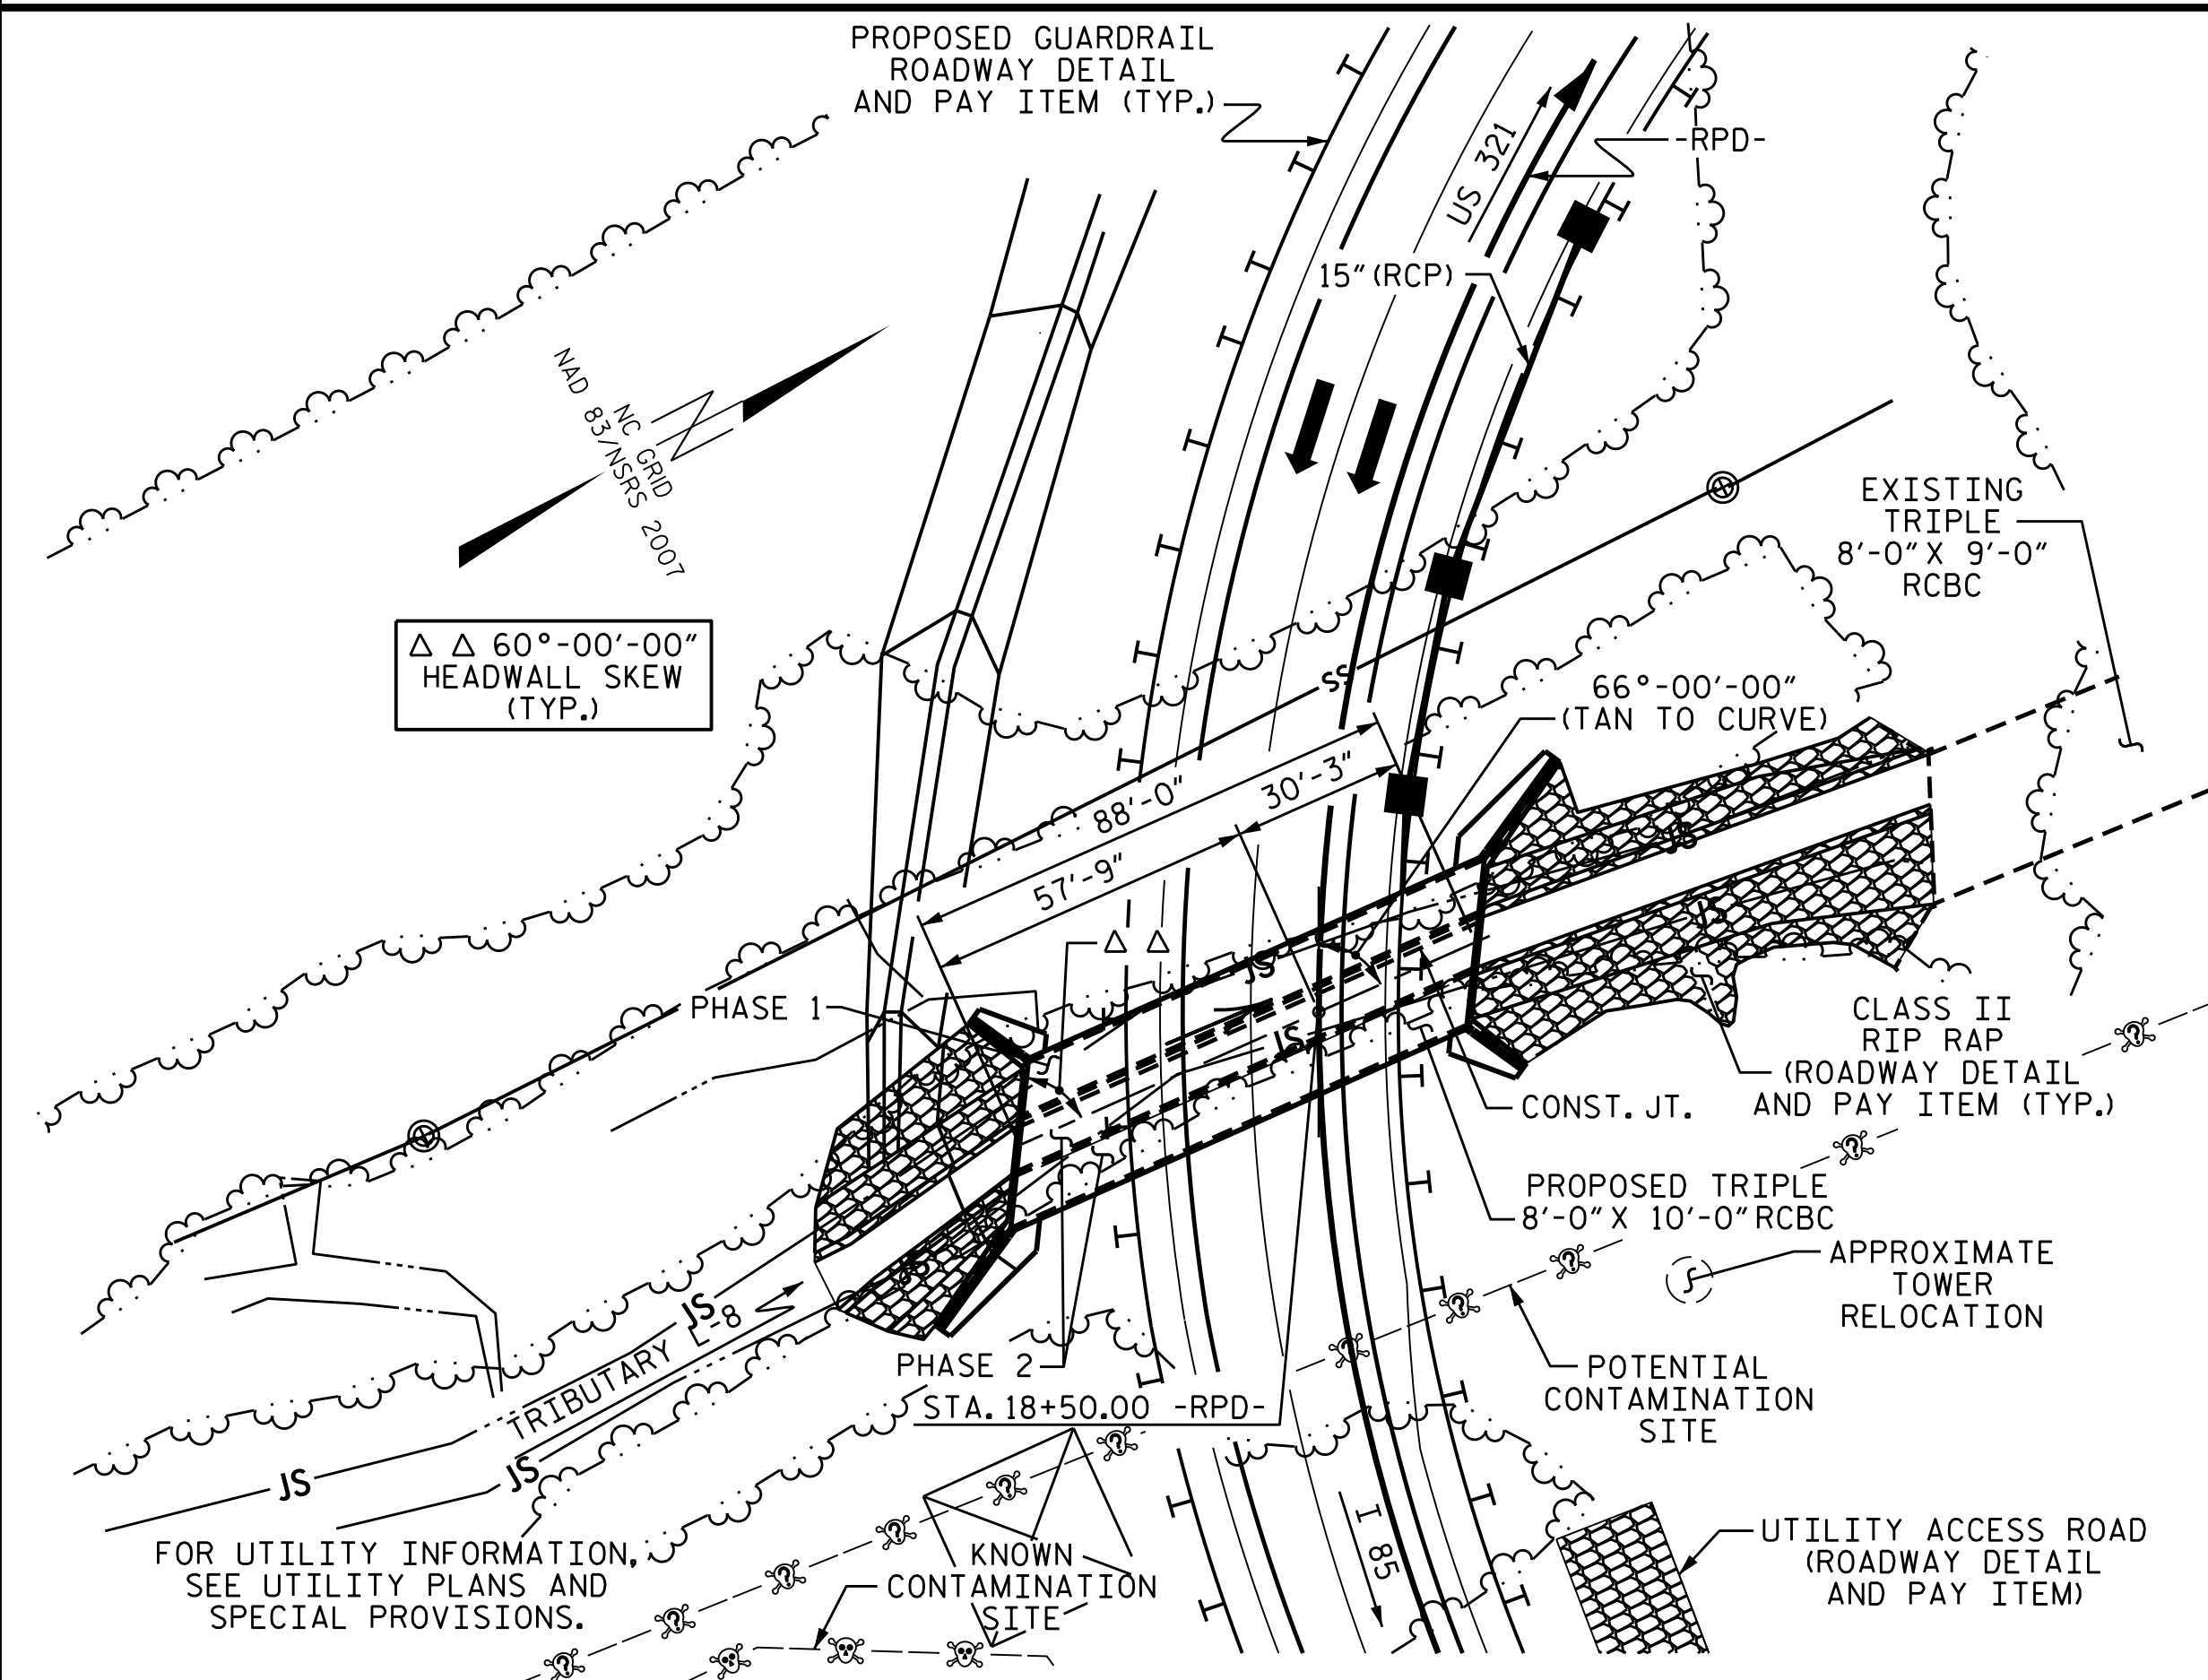 PROPOSED GUARDRAIL
ROADWAY DETAIL
AND PAY ITEM (TYP.)
US 321
-RPD-
15" (RCP)
NAD 83/NSRS 2007
NC GRID
EXISTING
TRIPLE
8'-0" X 9'-0"
RCBC
△ △ 60°-00'-00"
HEADWALL SKEW
(TYP.)
SS
66°-00'-00"
(TAN TO CURVE)
88'-0"
30'-3"
57'-9"
JS
JS
△ △
JS
JS
PHASE 1
CLASS II
RIP RAP
(ROADWAY DETAIL
AND PAY ITEM (TYP.)
CONST. JT.
PROPOSED TRIPLE
8'-0" X 10'-0" RCBC
APPROXIMATE
TOWER
RELOCATION
JS
JS
TRIBUTARY L-8
PHASE 2
STA. 18+50.00 -RPD-
POTENTIAL
CONTAMINATION
SITE
JS
JS
I 85
UTILITY ACCESS ROAD
(ROADWAY DETAIL
AND PAY ITEM)
FOR UTILITY INFORMATION,
SEE UTILITY PLANS AND
SPECIAL PROVISIONS.
KNOWN
CONTAMINATION
SITE